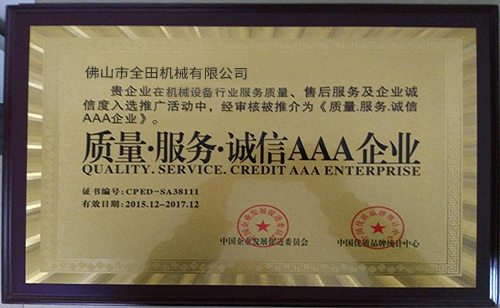 佛山市全田机械有限公司
贵企业在机械设备行业服务质量、售后服务及企业诚
信度入选推广活动中，经审核被推介为《质量.服务.诚信
AAA企业》。
质量·服务·诚信AAA企业
QUALITY. SERVICE. CREDIT AAA ENTERPRISE
证书编号:CPED-SA38111
有效日期:2015.12-2017.12
中国企业发展促进委员会
中国优质品牌统计中心